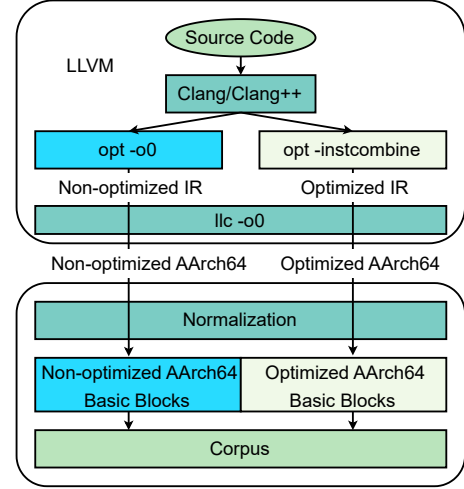 Source Code
LLVM
Clang/Clang++
opt -o0
opt -instcombine
Non-optimized IR
Optimized IR
llc -o0
Non-optimized AArch64
Optimized AArch64
Normalization
Non-optimized AArch64
Basic Blocks
Optimized AArch64
Basic Blocks
Corpus